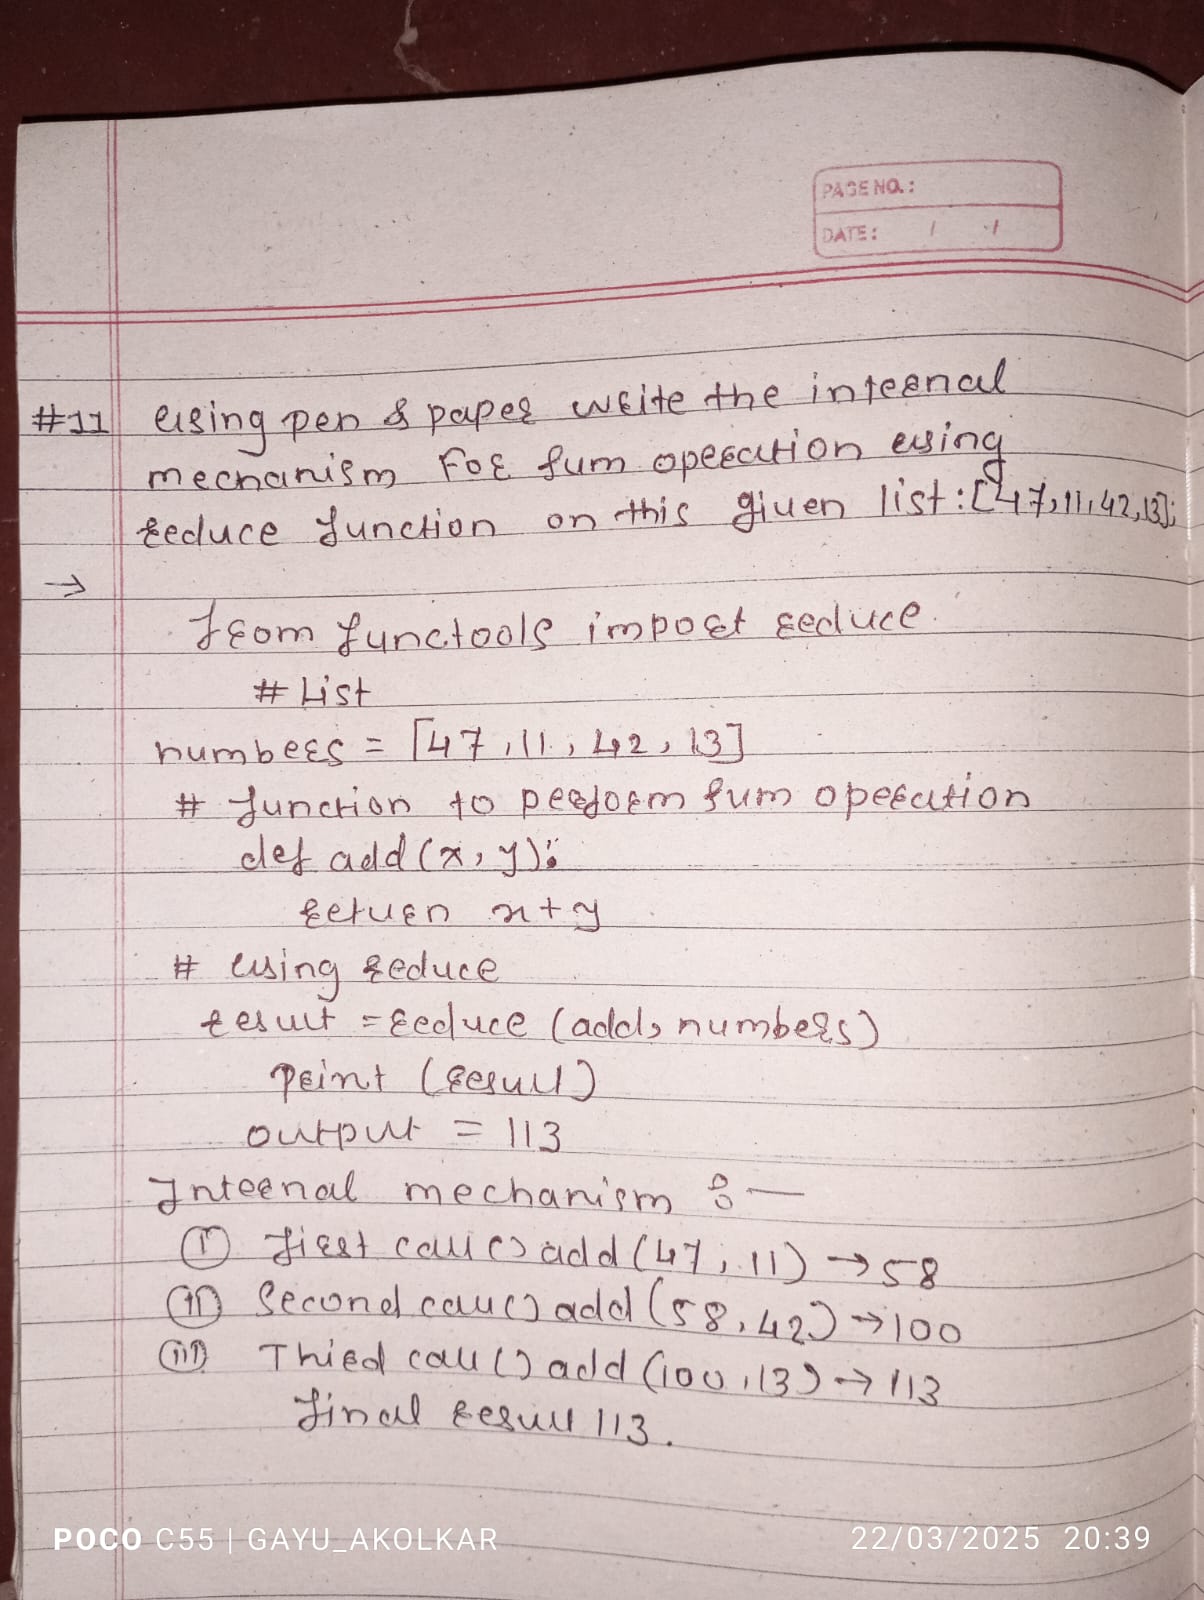 PAGE NO.:
DATE: / /
#11 Using pen & paper write the internal
mechanism For sum operation using
reduce function on this given list:[47,11,42,13];
→
from functools import reduce.
# List
numbers = [47, 11, 42, 13]
# function to perform sum operation
def add(x, y):
return x+y
# using reduce
result = reduce (add, numbers)
print (result)
output = 113
Internal mechanism :—
(i) first call() add (47, 11) → 58
(ii) Second call() add (58, 42) → 100
(iii) Third call() add (100, 13) → 113
final result 113.
POCO C55 | GAYU_AKOLKAR 22/03/2025 20:39